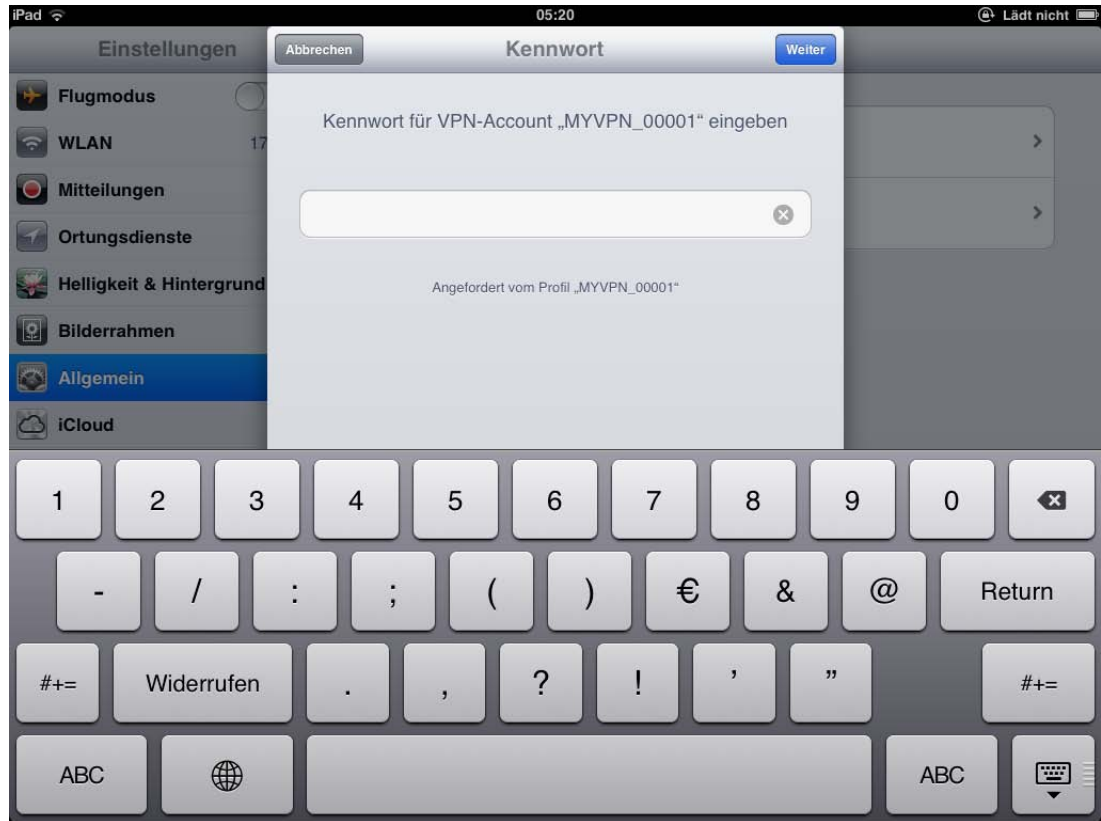 iPad 05:20 Lädt nicht
Einstellungen
Abbrechen Kennwort Weiter
Flugmodus
Kennwort für VPN-Account „MYVPN_00001“ eingeben
WLAN 17
Mitteilungen
Ortungsdienste
Helligkeit & Hintergrund
Angefordert vom Profil „MYVPN_00001“
Bilderrahmen
Allgemein
iCloud
1 2 3 4 5 6 7 8 9 0
- / : ; ( ) € & @ Return
#+= Widerrufen . , ? ! ’ ” #+=
ABC ABC